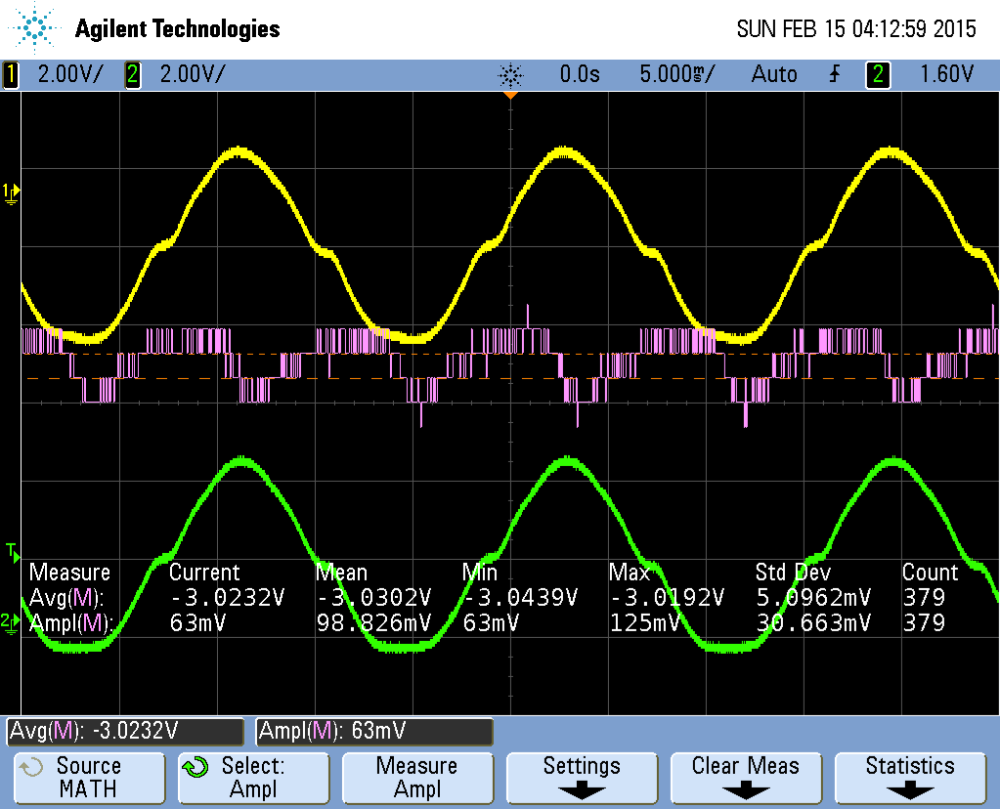 Agilent Technologies SUN FEB 15 04:12:59 2015
1 2.00V/ 2 2.00V/ 0.0s 5.000ms/ Auto 2 1.60V
1
T
Measure Current Mean Min Max Std Dev Count
Avg(M): -3.0232V -3.0302V -3.0439V -3.0192V 5.0962mV 379
2 Ampl(M): 63mV 98.826mV 63mV 125mV 30.663mV 379
Avg(M): -3.0232V Ampl(M): 63mV
Source Select: Measure Settings Clear Meas Statistics
MATH Ampl Ampl